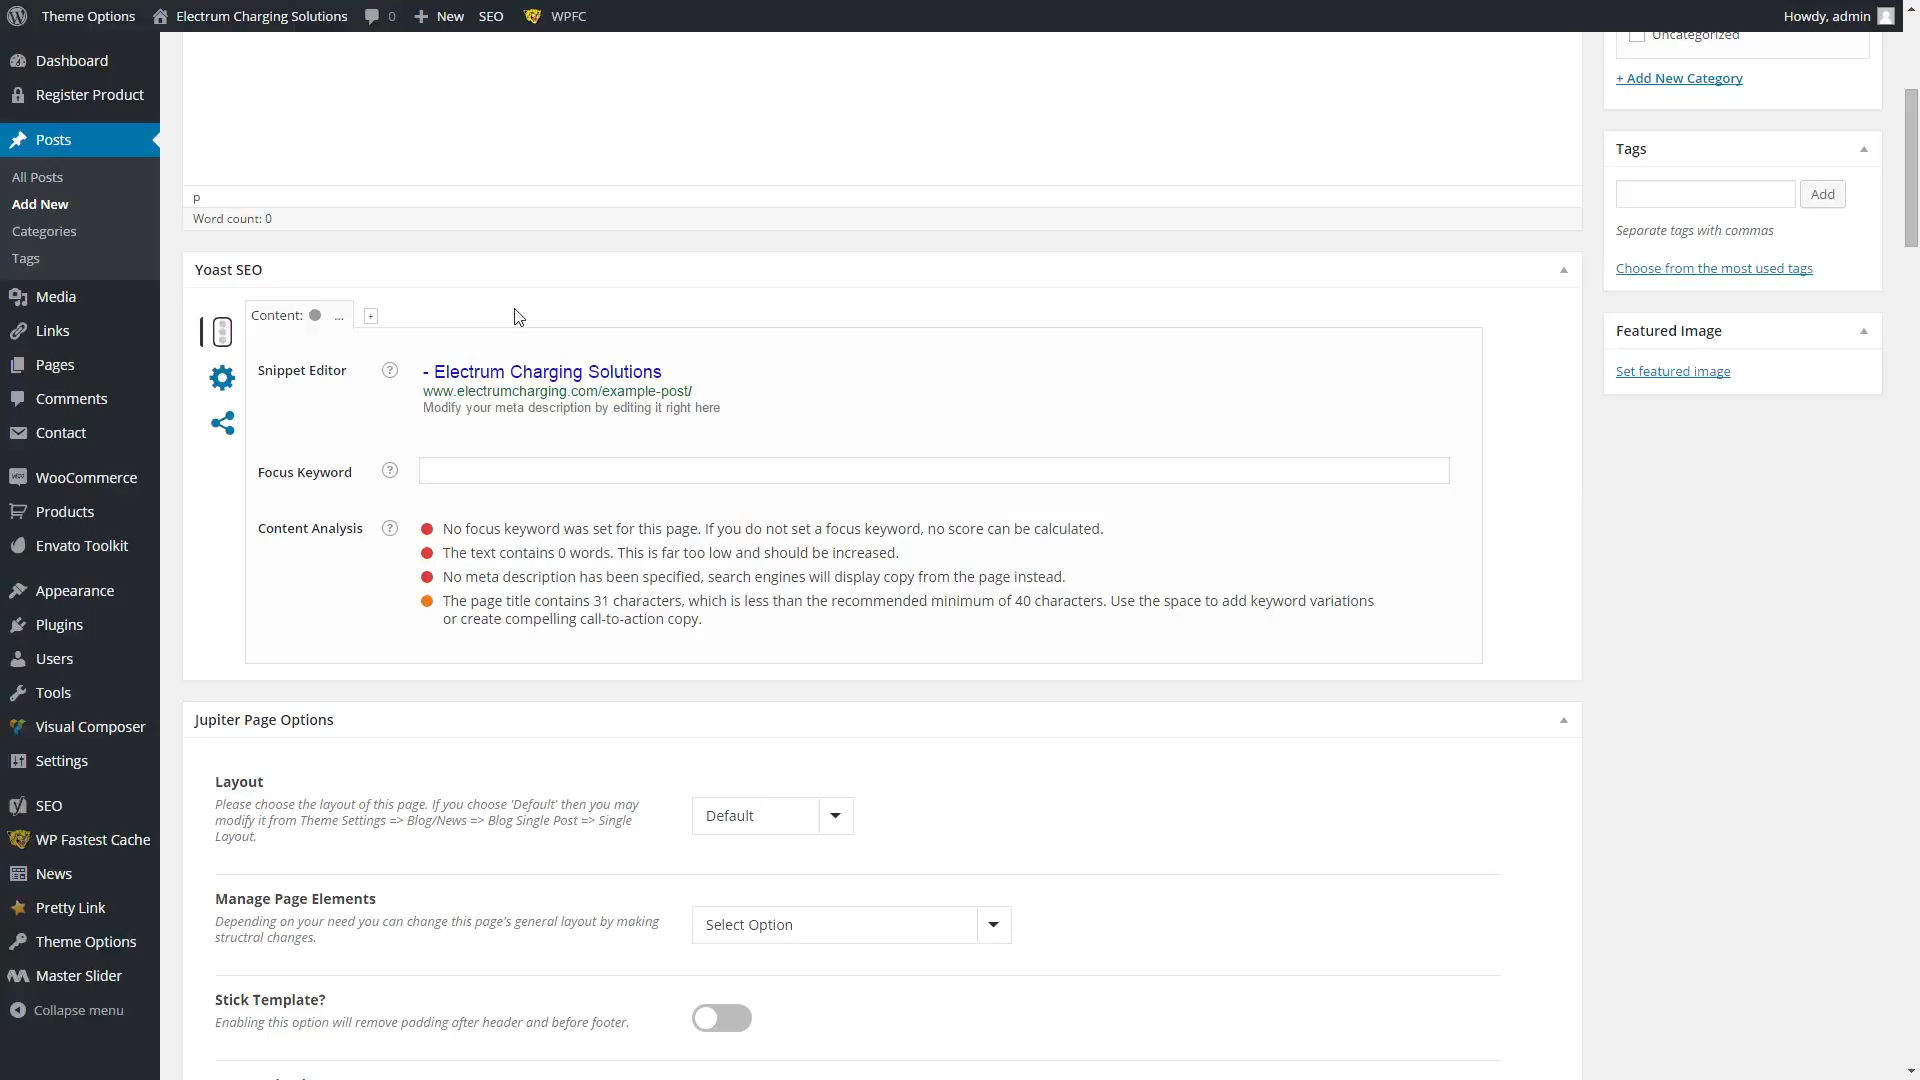 Theme Options Electrum Charging Solutions 0 New SEO WPFC Howdy, admin
Dashboard
Register Product
Posts
All Posts
Add New
Categories
Tags
Media
Links
Pages
Comments
Contact
WooCommerce
Products
Envato Toolkit
Appearance
Plugins
Users
Tools
Visual Composer
Settings
SEO
WP Fastest Cache
News
Pretty Link
Theme Options
Master Slider
Collapse menu
p
Word count: 0
Yoast SEO
Content: ... +
Snippet Editor ?
- Electrum Charging Solutions
www.electrumcharging.com/example-post/
Modify your meta description by editing it right here
Focus Keyword ?
Content Analysis ?
No focus keyword was set for this page. If you do not set a focus keyword, no score can be calculated.
The text contains 0 words. This is far too low and should be increased.
No meta description has been specified, search engines will display copy from the page instead.
The page title contains 31 characters, which is less than the recommended minimum of 40 characters. Use the space to add keyword variations
or create compelling call-to-action copy.
Jupiter Page Options
Layout
Please choose the layout of this page. If you choose 'Default' then you may
modify it from Theme Settings => Blog/News => Blog Single Post => Single
Layout.
Default
Manage Page Elements
Depending on your need you can change this page's general layout by making
structral changes.
Select Option
Stick Template?
Enabling this option will remove padding after header and before footer.
Uncategorized
+ Add New Category
Tags
Add
Separate tags with commas
Choose from the most used tags
Featured Image
Set featured image